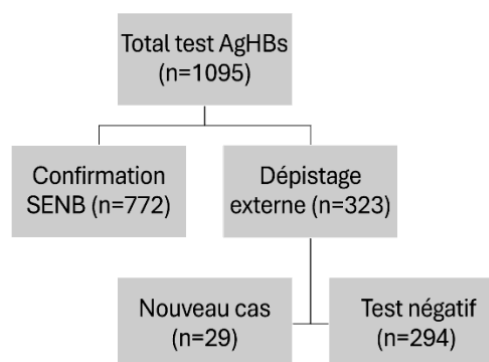 Total test AgHBs
(n=1095)
Confirmation
SENB (n=772)
Dépistage
externe (n=323)
Nouveau cas
(n=29)
Test négatif
(n=294)